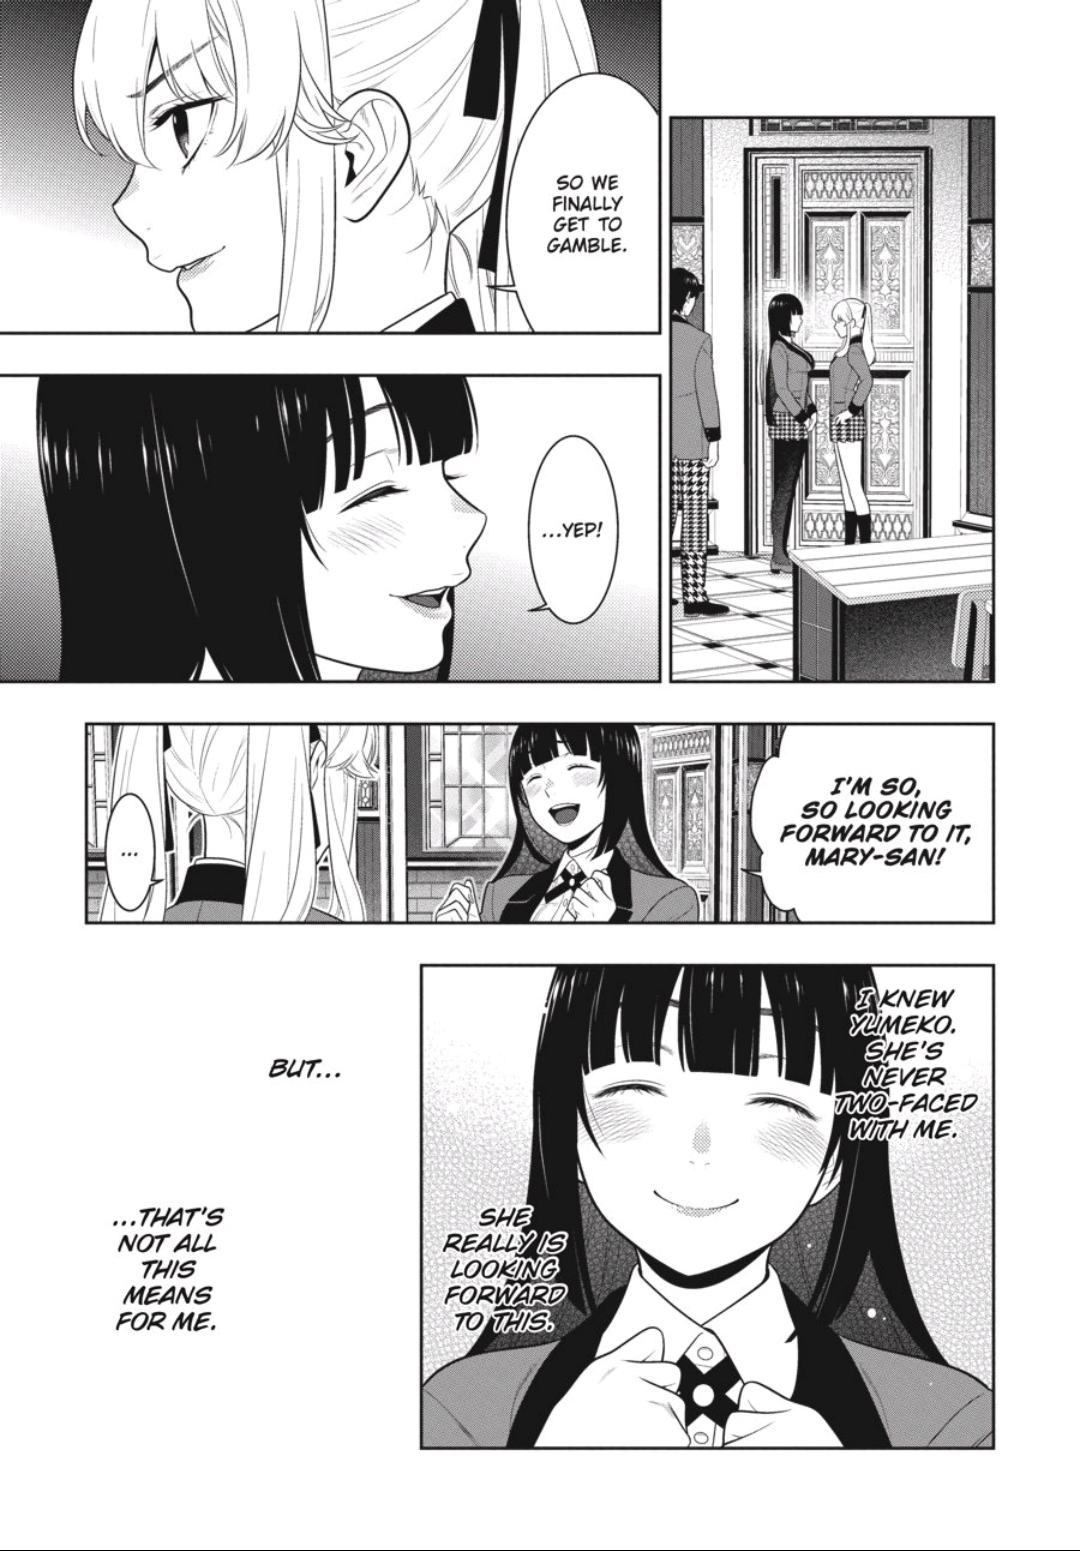 SO WE
FINALLY
GET TO
GAMBLE.
...YEP!
I'M SO,
SO LOOKING
FORWARD TO IT,
MARY-SAN!
...
I KNEW
YUMEKO.
SHE'S
NEVER
TWO-FACED
WITH ME.
SHE
REALLY IS
LOOKING
FORWARD
TO THIS.
BUT...
...THAT'S
NOT ALL
THIS
MEANS
FOR ME.